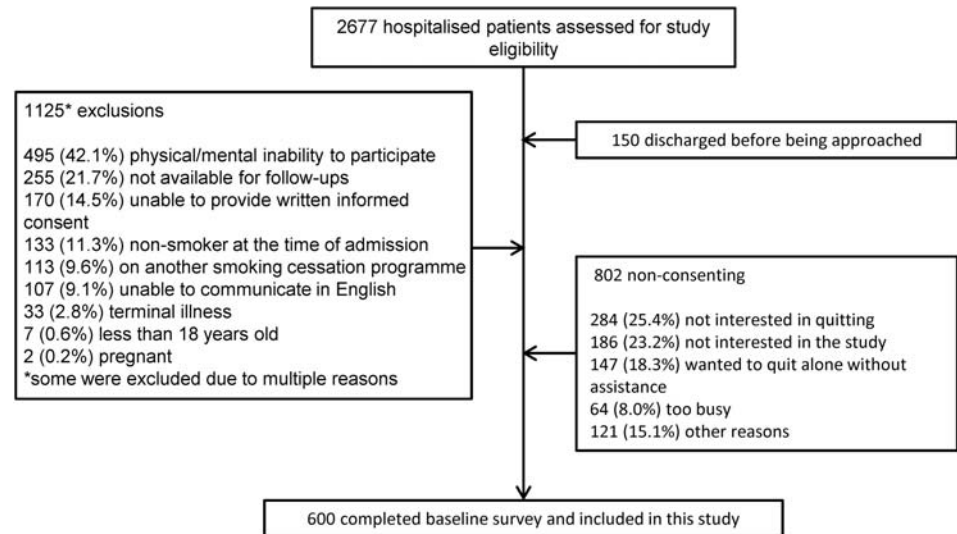 2677 hospitalised patients assessed for study
eligibility
1125* exclusions
495 (42.1%) physical/mental inability to participate
255 (21.7%) not available for follow-ups
170 (14.5%) unable to provide written informed
consent
133 (11.3%) non-smoker at the time of admission
113 (9.6%) on another smoking cessation programme
107 (9.1%) unable to communicate in English
33 (2.8%) terminal illness
7 (0.6%) less than 18 years old
2 (0.2%) pregnant
*some were excluded due to multiple reasons
150 discharged before being approached
802 non-consenting
284 (25.4%) not interested in quitting
186 (23.2%) not interested in the study
147 (18.3%) wanted to quit alone without
assistance
64 (8.0%) too busy
121 (15.1%) other reasons
600 completed baseline survey and included in this study